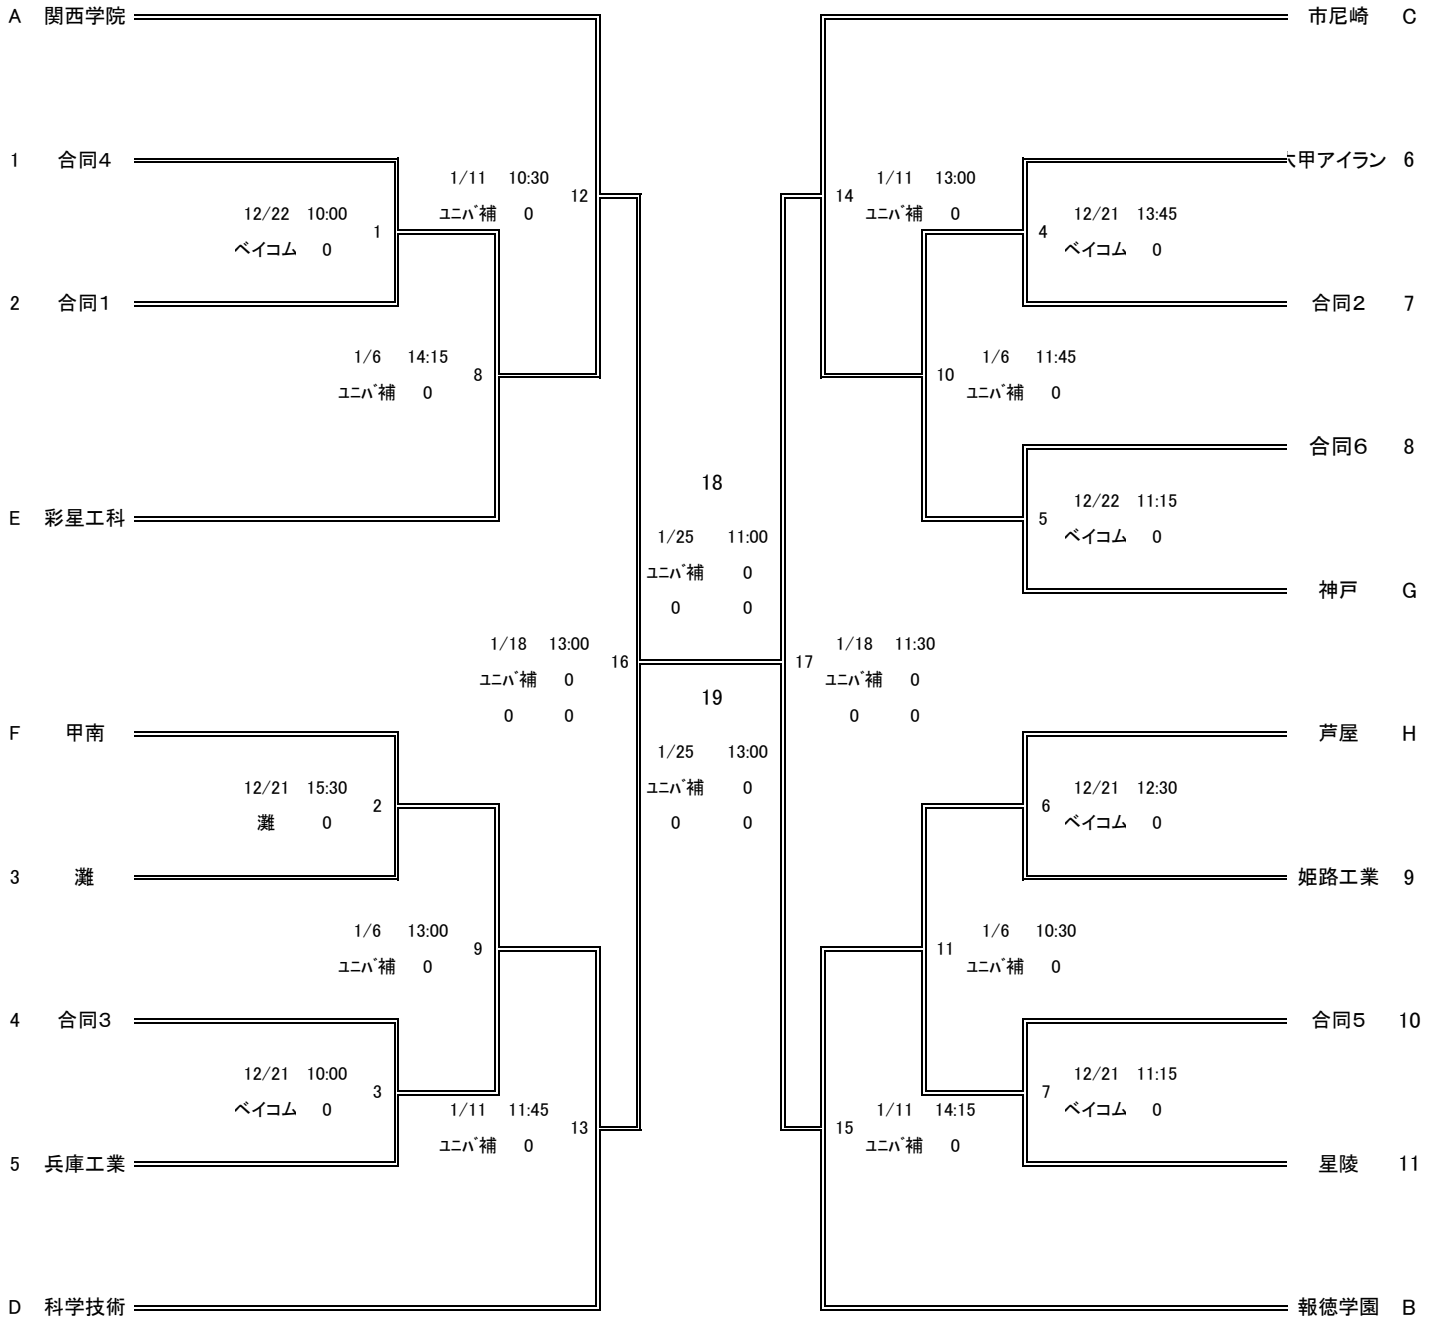 A 関西学院
市尼崎 C
1 合同4
六甲アイラン 6
1/11 10:30
12
ユニバ補 0
14
1/11 13:00
ユニバ補 0
12/22 10:00
1
ベイコム 0
4
12/21 13:45
ベイコム 0
2 合同1
合同2 7
1/6 14:15
8
ユニバ補 0
10
1/6 11:45
ユニバ補 0
合同6 8
18
1/25 11:00
ユニバ補 0
0 0
5
12/22 11:15
ベイコム 0
E 彩星工科
神戸 G
1/18 13:00
16
ユニバ補 0
0 0
17
1/18 11:30
ユニバ補 0
0 0
19
1/25 13:00
ユニバ補 0
0 0
F 甲南
芦屋 H
12/21 15:30
2
灘 0
6
12/21 12:30
ベイコム 0
3 灘
姫路工業 9
1/6 13:00
9
ユニバ補 0
11
1/6 10:30
ユニバ補 0
4 合同3
合同5 10
12/21 10:00
3
ベイコム 0
7
12/21 11:15
ベイコム 0
1/11 11:45
13
ユニバ補 0
15
1/11 14:15
ユニバ補 0
5 兵庫工業
星陵 11
D 科学技術
報徳学園 B